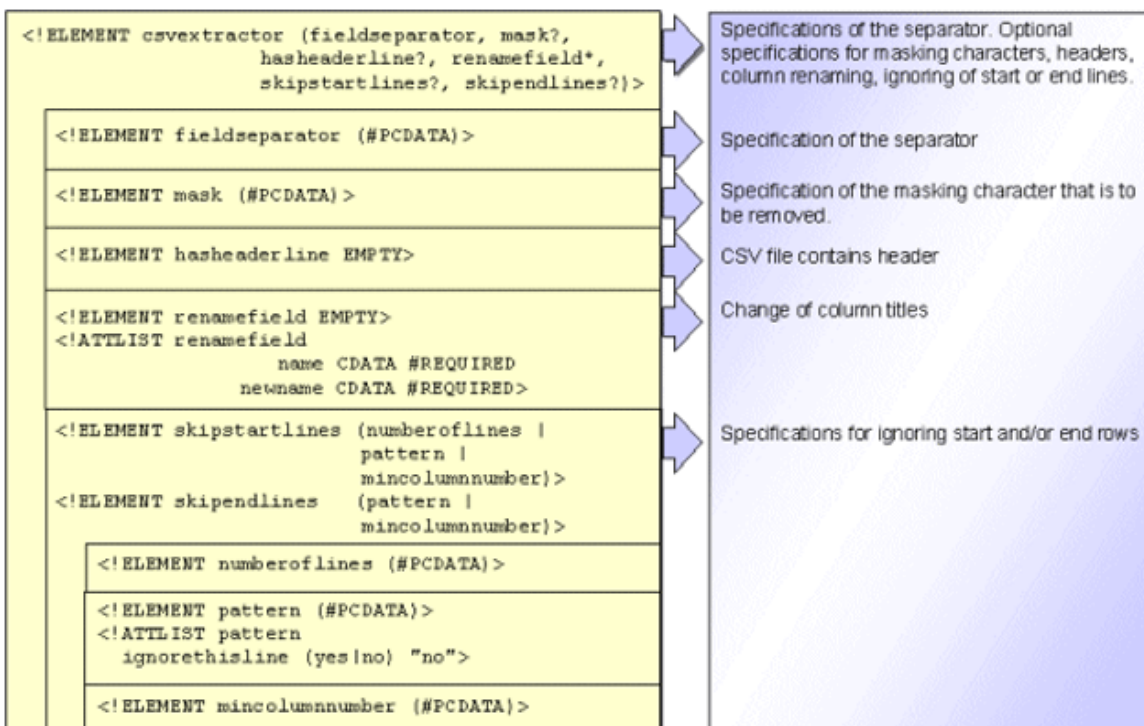 <!ELEMENT csvextractor (fieldseparator, mask?,
hasheaderline?, renamefield*,
skipstartlines?, skipendlines?)>
Specifications of the separator. Optional
specifications for masking characters, headers,
column renaming, ignoring of start or end lines.
<!ELEMENT fieldseparator (#PCDATA)>
Specification of the separator
<!ELEMENT mask (#PCDATA)>
Specification of the masking character that is to
be removed.
<!ELEMENT hasheaderline EMPTY>
CSV file contains header
<!ELEMENT renamefield EMPTY>
<!ATTLIST renamefield
name CDATA #REQUIRED
newname CDATA #REQUIRED>
Change of column titles
<!ELEMENT skipstartlines (numberoflines |
pattern |
mincolumnnumber)>
<!ELEMENT skipendlines (pattern |
mincolumnnumber)>
Specifications for ignoring start and/or end rows
<!ELEMENT numberoflines (#PCDATA)>
<!ELEMENT pattern (#PCDATA)>
<!ATTLIST pattern
ignorethisline (yes|no) "no">
<!ELEMENT mincolumnnumber (#PCDATA)>